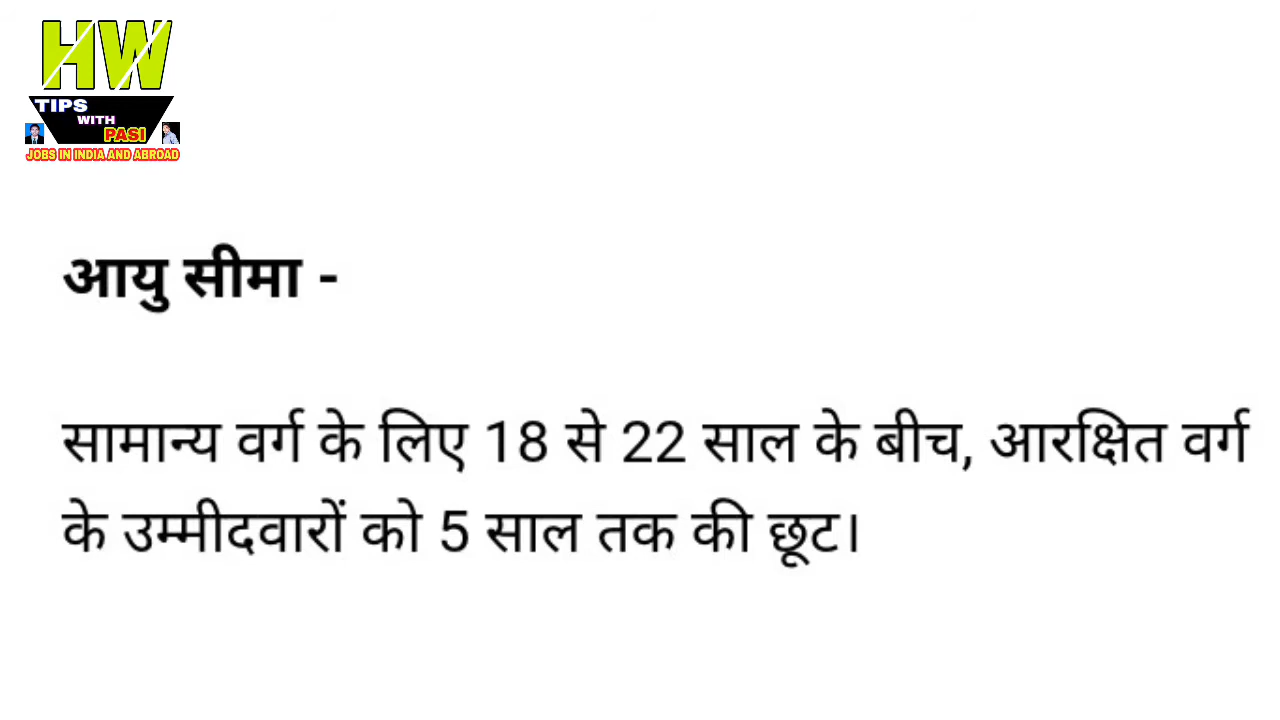 HW
TIPS
WITH
PASI
JOBS IN INDIA AND ABROAD
आयु सीमा -
सामान्य वर्ग के लिए 18 से 22 साल के बीच, आरक्षित वर्ग
के उम्मीदवारों को 5 साल तक की छूट।